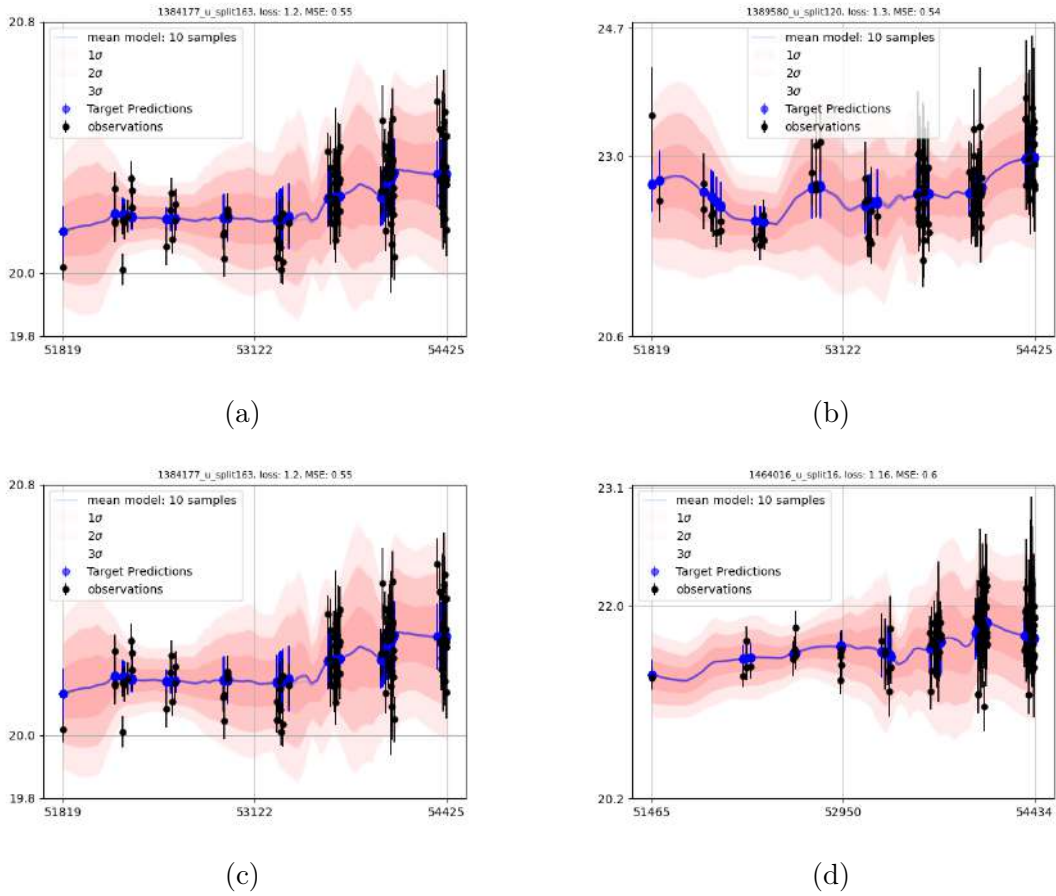 1384177_u_split163, loss: 1.2, MSE: 0.55
20.8
mean model: 10 samples
1σ
2σ
3σ
Target Predictions
observations
20.0
19.8
51819
53122
54425
(a)
1389580_u_split120, loss: 1.3, MSE: 0.54
24.7
mean model: 10 samples
1σ
2σ
3σ
Target Predictions
observations
23.0
20.6
51819
53122
54425
(b)
1384177_u_split163, loss: 1.2, MSE: 0.55
20.8
mean model: 10 samples
1σ
2σ
3σ
Target Predictions
observations
20.0
19.8
51819
53122
54425
(c)
1464016_u_split16, loss: 1.16, MSE: 0.6
23.1
mean model: 10 samples
1σ
2σ
3σ
Target Predictions
observations
22.0
20.2
51465
52950
54434
(d)